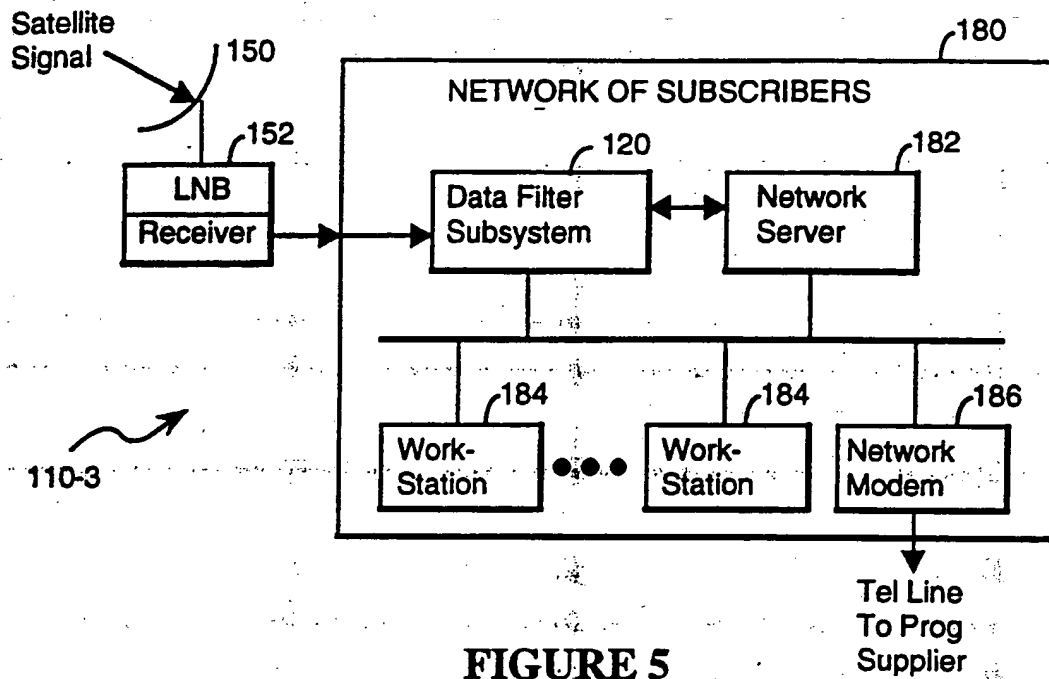 Satellite
Signal
150
152
LNB
Receiver
180
NETWORK OF SUBSCRIBERS
120
Data Filter
Subsystem
182
Network
Server
184
Work-
Station
184
Work-
Station
186
Network
Modem
110-3
Tel Line
To Prog
Supplier
FIGURE 5